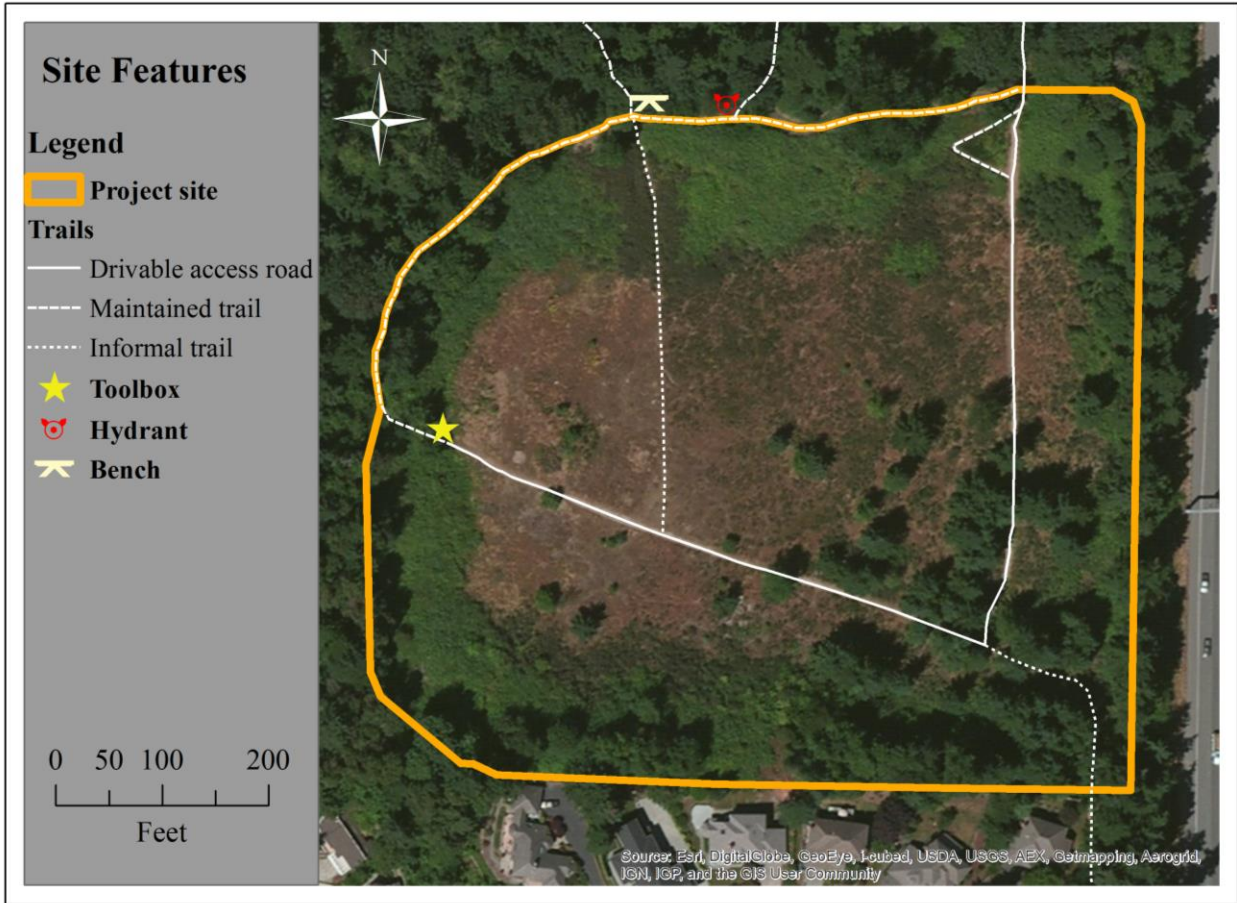 Site Features
Legend
Project site
Trails
Drivable access road
Maintained trail
Informal trail
Toolbox
Hydrant
Bench
0 50 100 200
Feet
N
Source: Esri, DigitalGlobe, GeoEye, i-cubed, USDA, USGS, AEX, Getmapping, Aerogrid,
IGN, IGP, and the GIS User Community